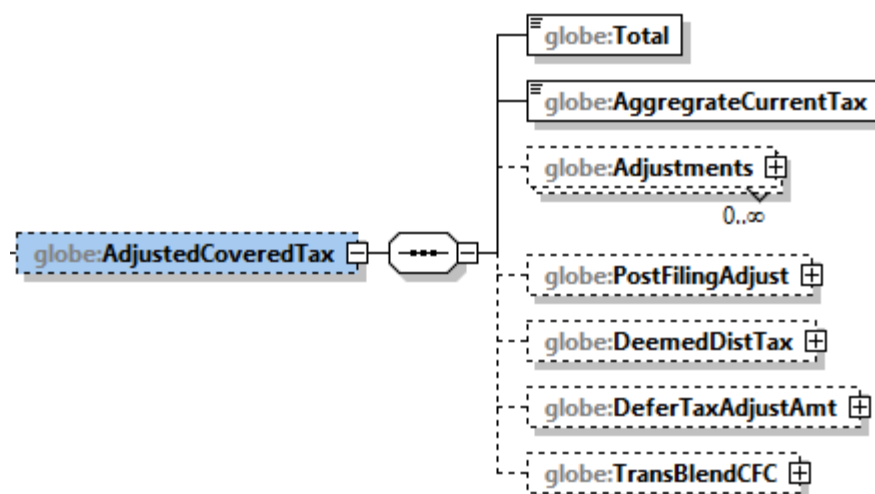 globe:Total
globe:AggregrateCurrentTax
globe:Adjustments
0..∞
globe:AdjustedCoveredTax
globe:PostFilingAdjust
globe:DeemedDistTax
globe:DeferTaxAdjustAmt
globe:TransBlendCFC